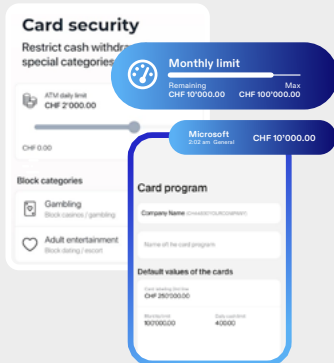 Card security
Restrict cash withdra
special categories
ATM daily limit
CHF 2'000.00
CHF 0.00
Block categories
Gambling
Block casinos / gambling
Adult entertainment
Block dating / escort
Monthly limit
Remaining Max
CHF 10'000.00 CHF 100'000.00
Microsoft
2:02 am General
CHF 10'000.00
Card program
Company Name
Name of the card program
Default values of the cards
CHF 250'000.00
100'000.00 400.00